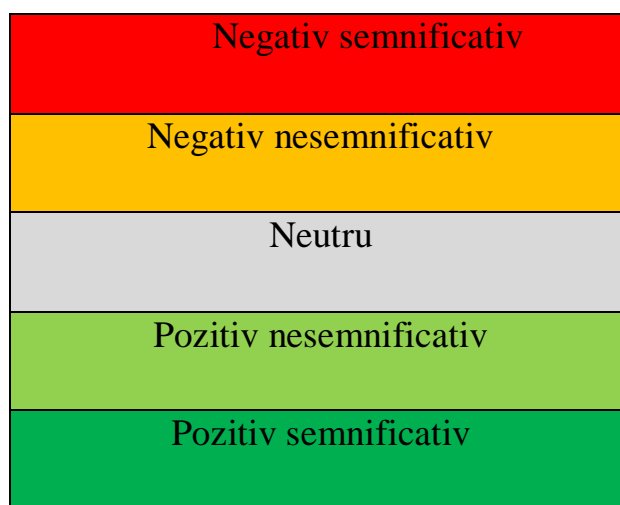 Negativ semnificativ
Negativ nesemnificativ
Neutru
Pozitiv nesemnificativ
Pozitiv semnificativ